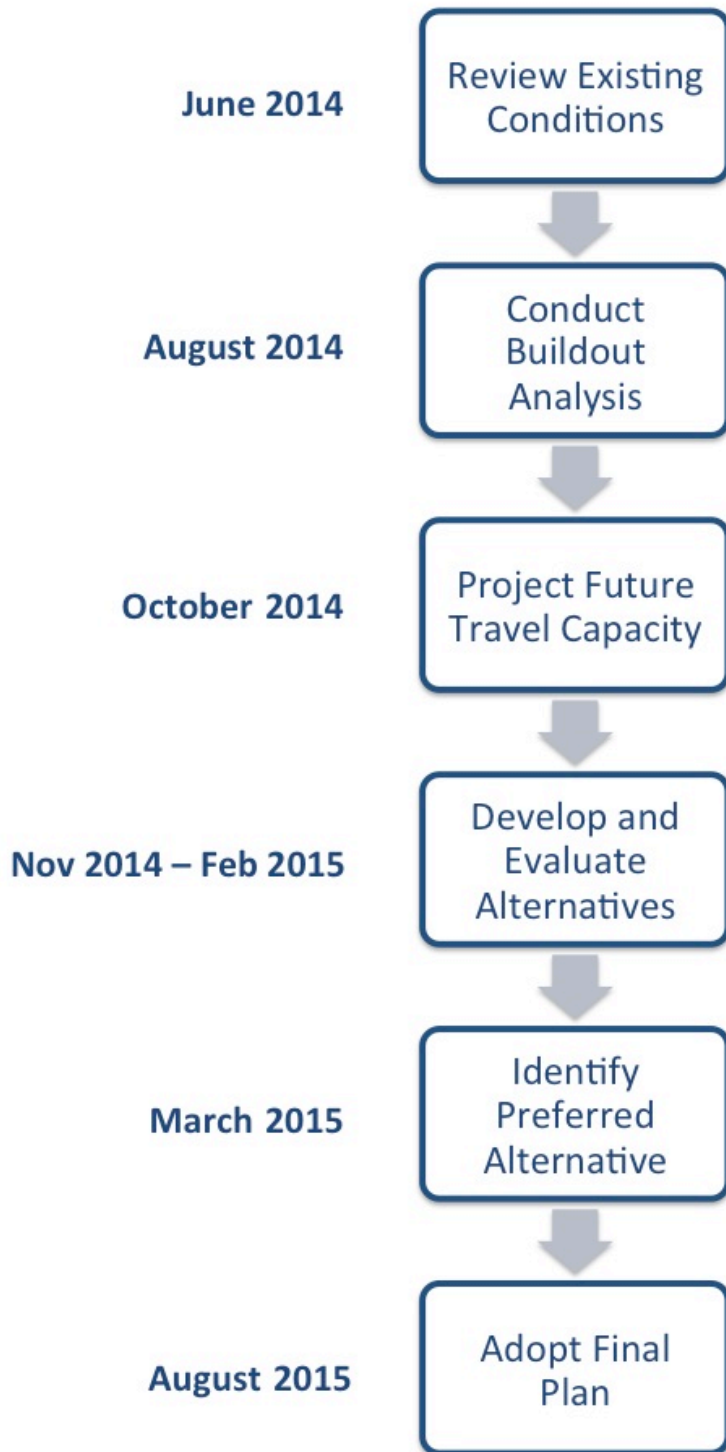 June 2014
Review Existing
Conditions
August 2014
Conduct
Buildout
Analysis
October 2014
Project Future
Travel Capacity
Nov 2014 – Feb 2015
Develop and
Evaluate
Alternatives
March 2015
Identify
Preferred
Alternative
August 2015
Adopt Final
Plan